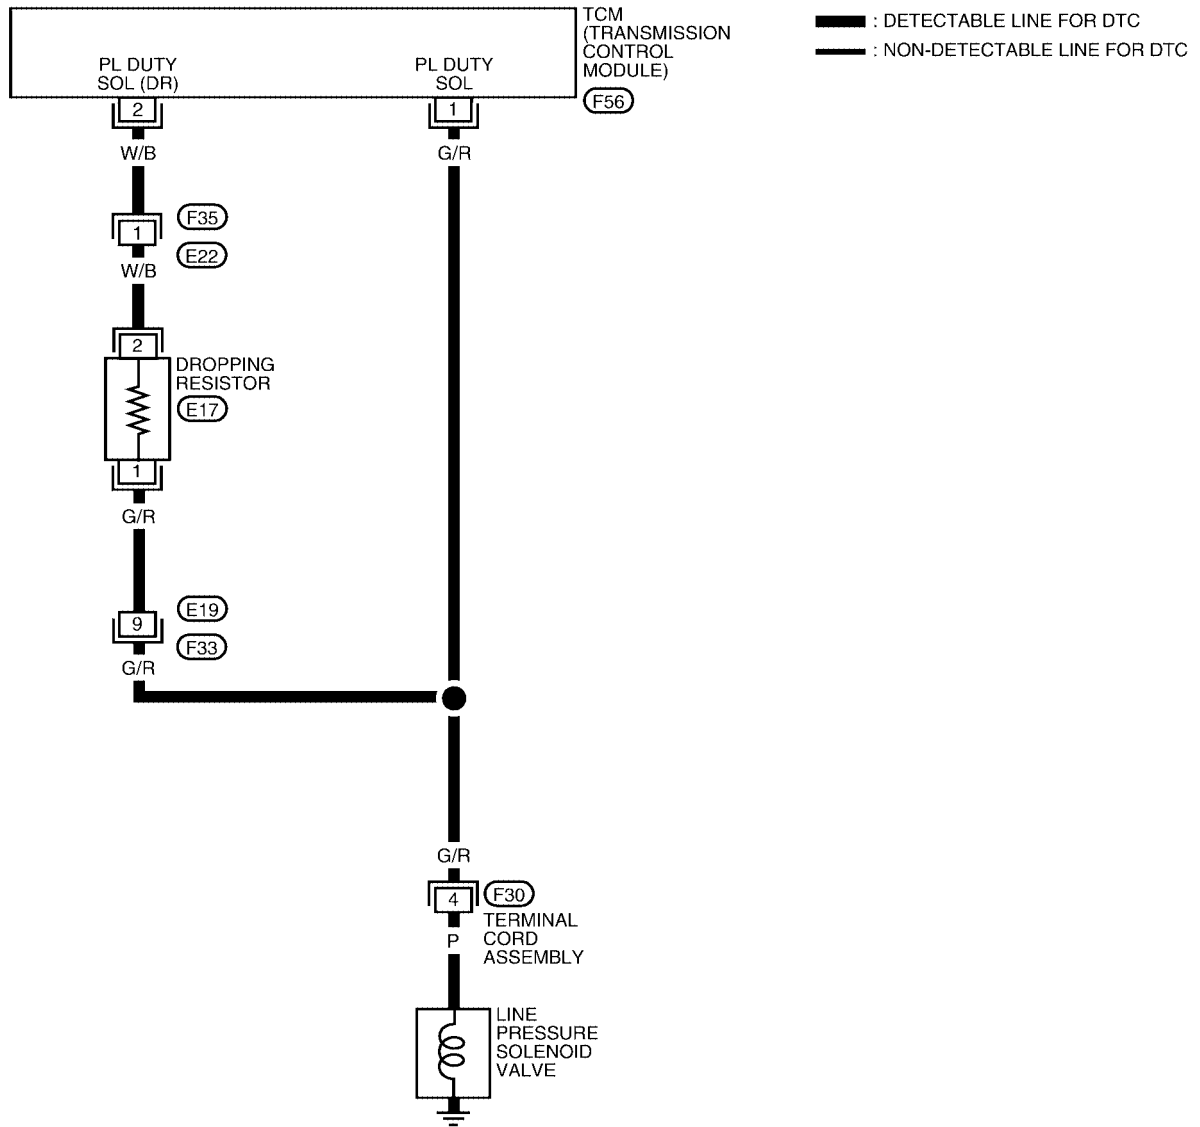 TCM
(TRANSMISSION
CONTROL
MODULE)
F56
: DETECTABLE LINE FOR DTC
: NON-DETECTABLE LINE FOR DTC
PL DUTY
SOL (DR)
PL DUTY
SOL
2
1
W/B
G/R
F35
1
E22
W/B
2
DROPPING
RESISTOR
E17
1
G/R
E19
9
F33
G/R
G/R
F30
4
TERMINAL
CORD
ASSEMBLY
P
LINE
PRESSURE
SOLENOID
VALVE